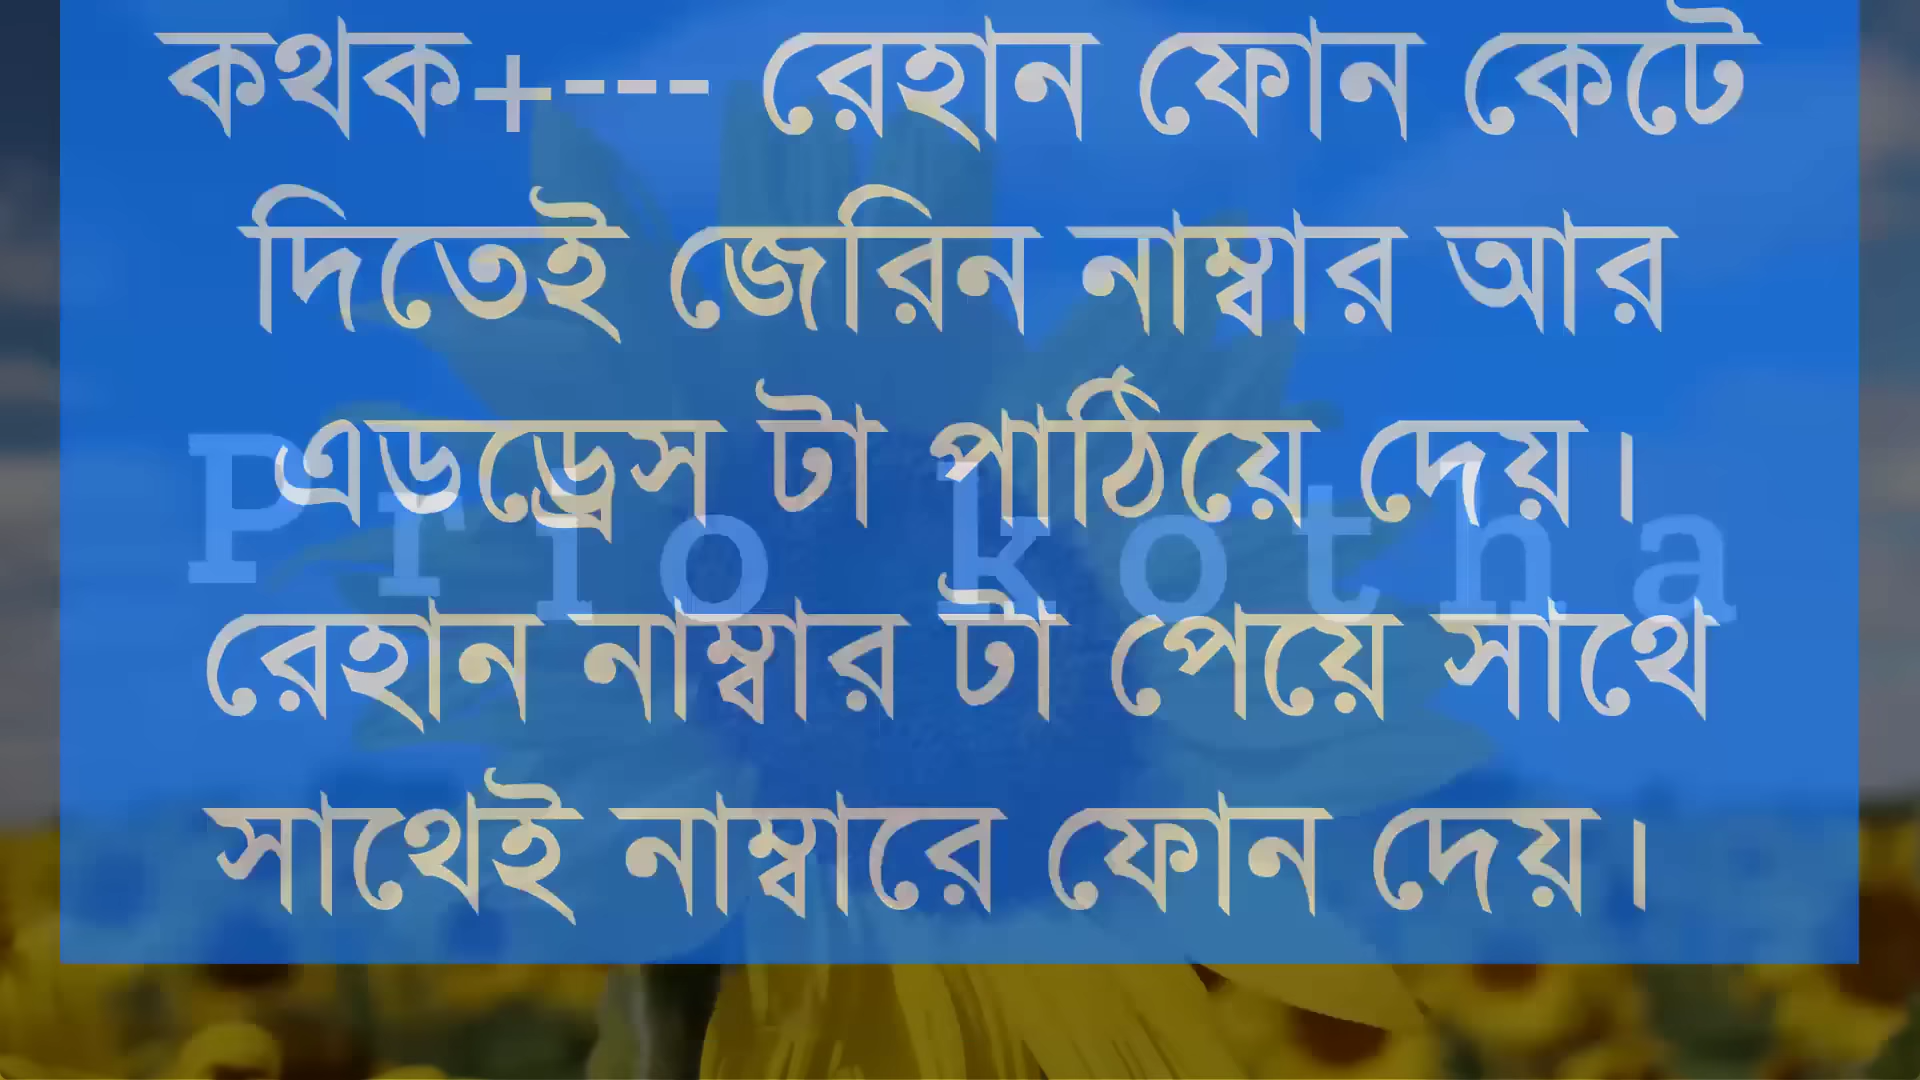 কথক+--- রেহান ফোন কেটে
দিতেই জেরিন নাম্বার আর
এডড্রেস টা পাঠিয়ে দেয়।
Prio kotha
রেহান নাম্বার টা পেয়ে সাথে
সাথেই নাম্বারে ফোন দেয়।